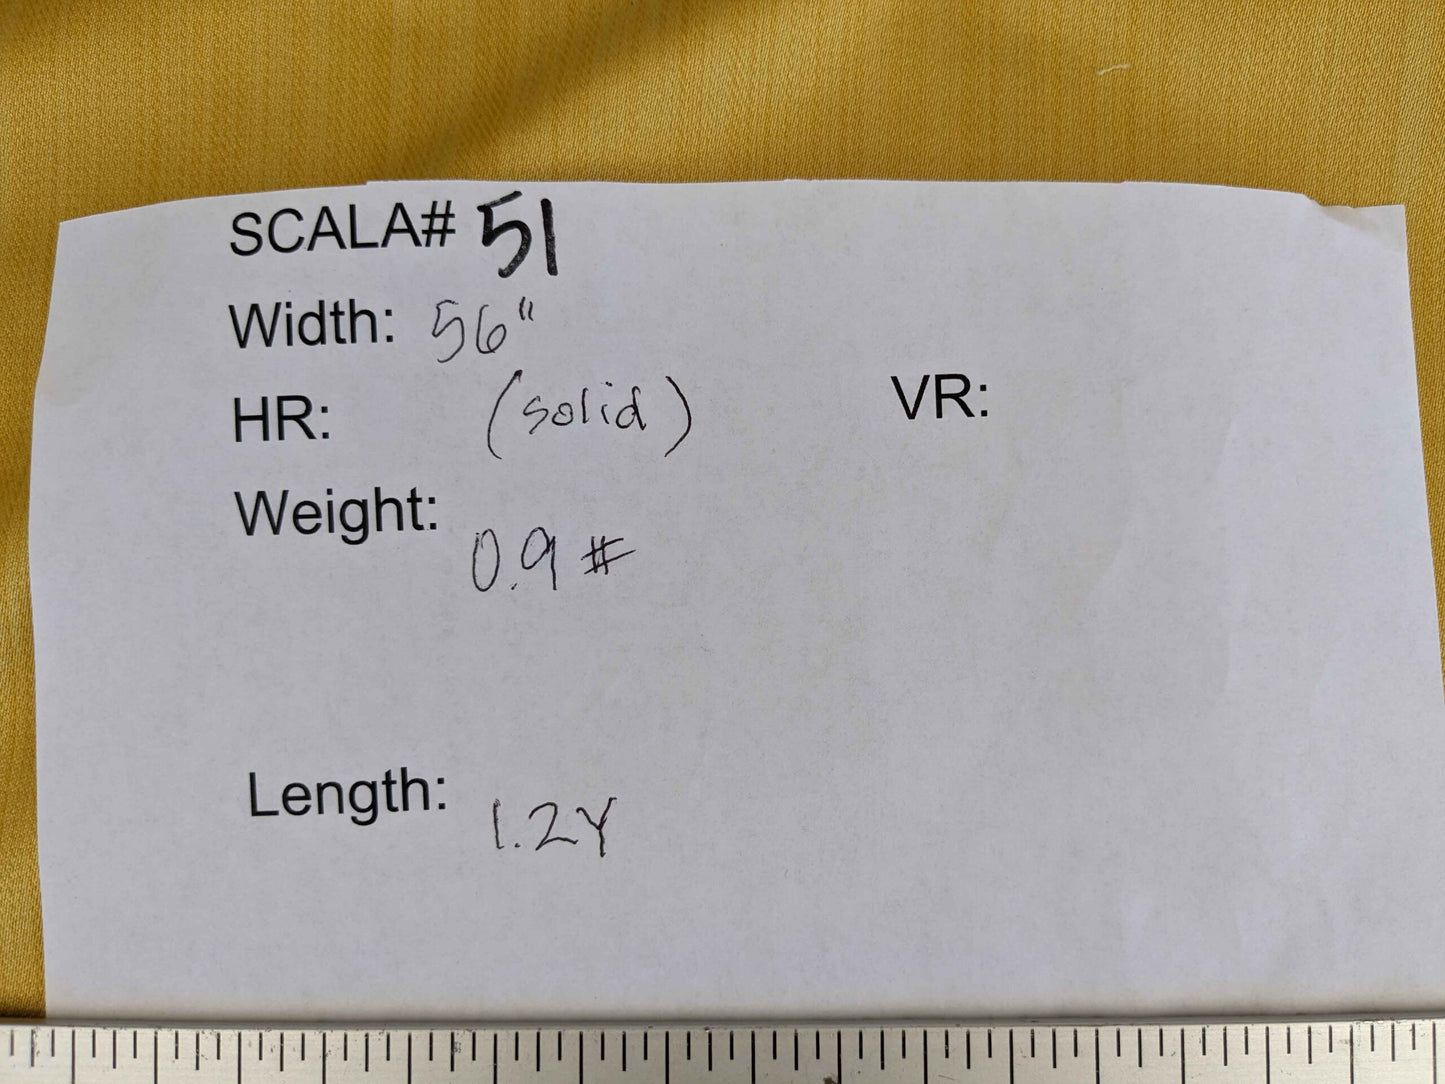 SCALA# 51
Width: 56"
HR: (solid) VR:
Weight: 0.9#
Length: 1.2Y